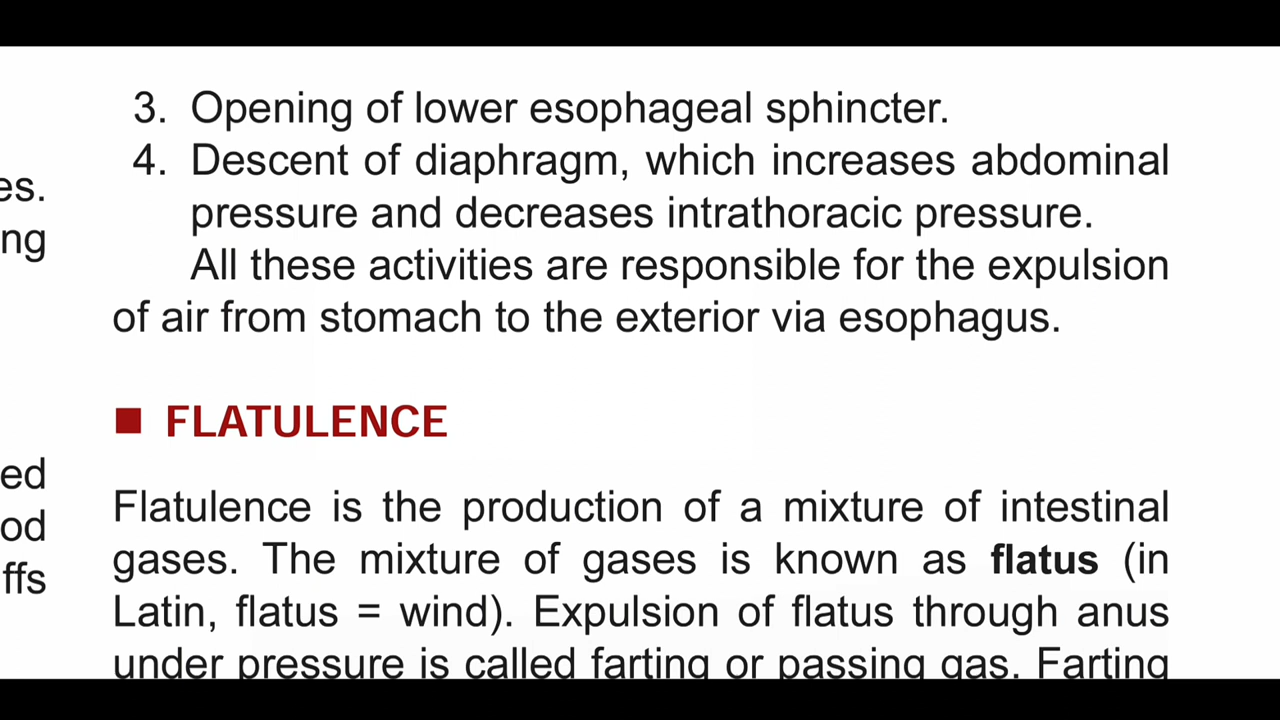 es.
ng
ed
od
ffs
3. Opening of lower esophageal sphincter.
4. Descent of diaphragm, which increases abdominal
pressure and decreases intrathoracic pressure.
All these activities are responsible for the expulsion
of air from stomach to the exterior via esophagus.
■ FLATULENCE
Flatulence is the production of a mixture of intestinal
gases. The mixture of gases is known as flatus (in
Latin, flatus = wind). Expulsion of flatus through anus
under pressure is called farting or passing gas. Farting